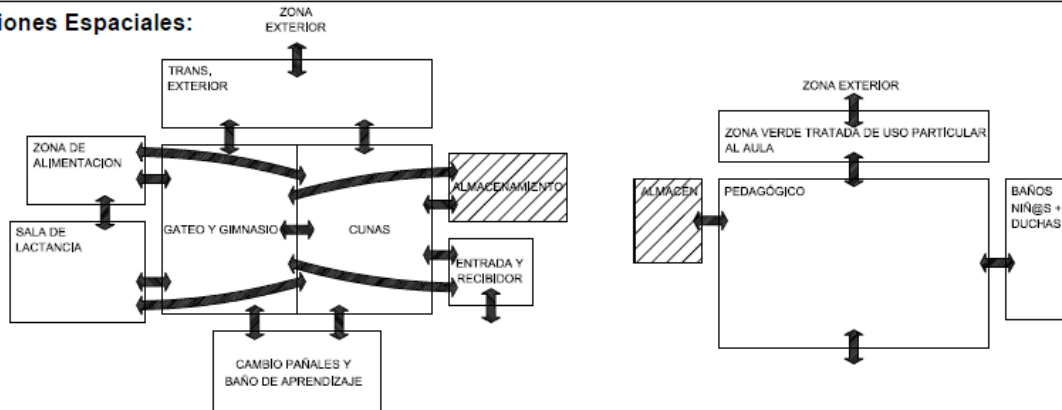 iones Espaciales:
ZONA
EXTERIOR
TRANS,
EXTERIOR
ZONA DE
ALIMENTACION
ALMACENAMIENTO
SALA DE
LACTANCIA
GATEO Y GIMNASIO
CUNAS
ENTRADA Y
RECIBIDOR
CAMBIO PAÑALES Y
BAÑO DE APRENDIZAJE
ZONA EXTERIOR
ZONA VERDE TRATADA DE USO PARTICULAR
AL AULA
ALMACEN
PEDAGÓGICO
BAÑOS
NIÑ@S +
DUCHAS